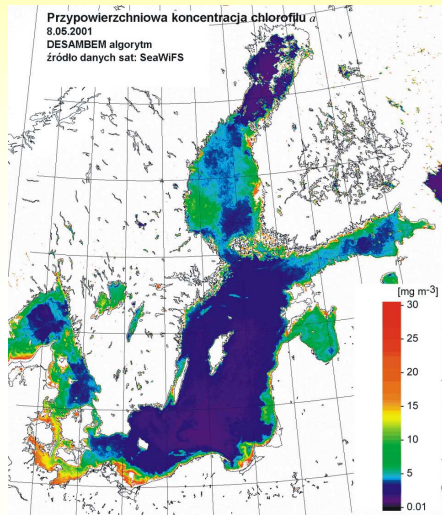 Przypowierzchniowa koncentracja chlorofilu a
8.05.2001
DESAMBEM algorytm
źródło danych sat: SeaWiFS
[mg m-3]
30
25
20
15
10
5
0.01